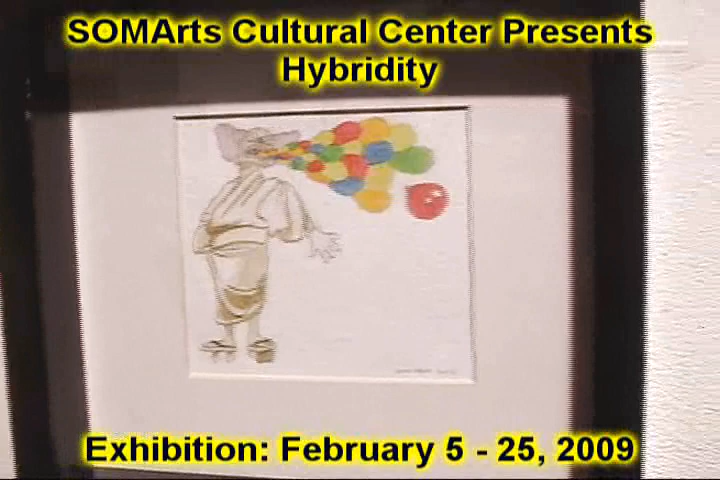 SOMArts Cultural Center Presents
Hybridity
Exhibition: February 5 - 25, 2009